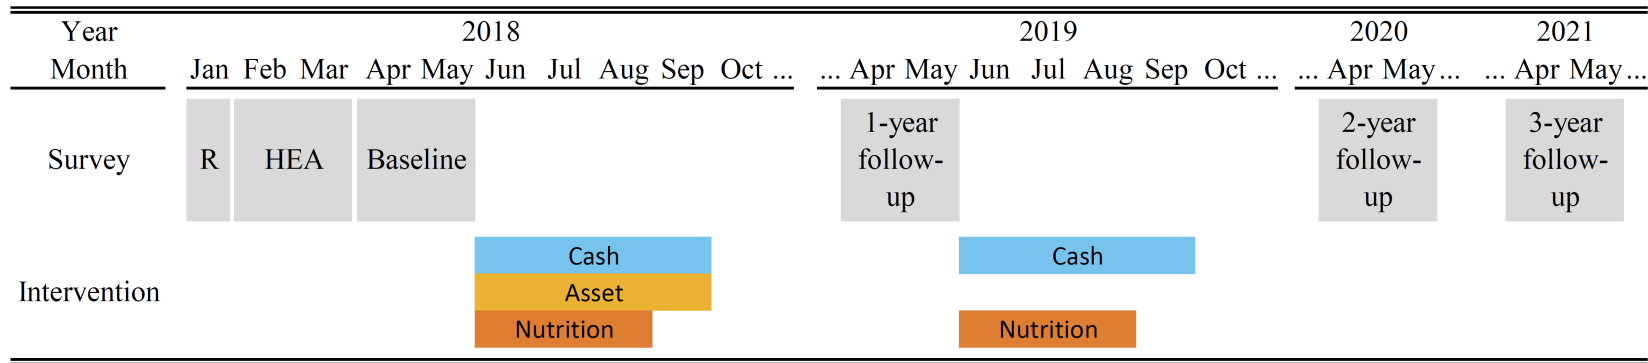 Year 2018 2019 2020 2021
Month Jan Feb Mar Apr May Jun Jul Aug Sep Oct ... ... Apr May Jun Jul Aug Sep Oct ... ... Apr May ... ... Apr May ...
Survey R HEA Baseline
1-year
follow-
up
2-year
follow-
up
3-year
follow-
up
Intervention
Cash Cash
Asset
Nutrition Nutrition